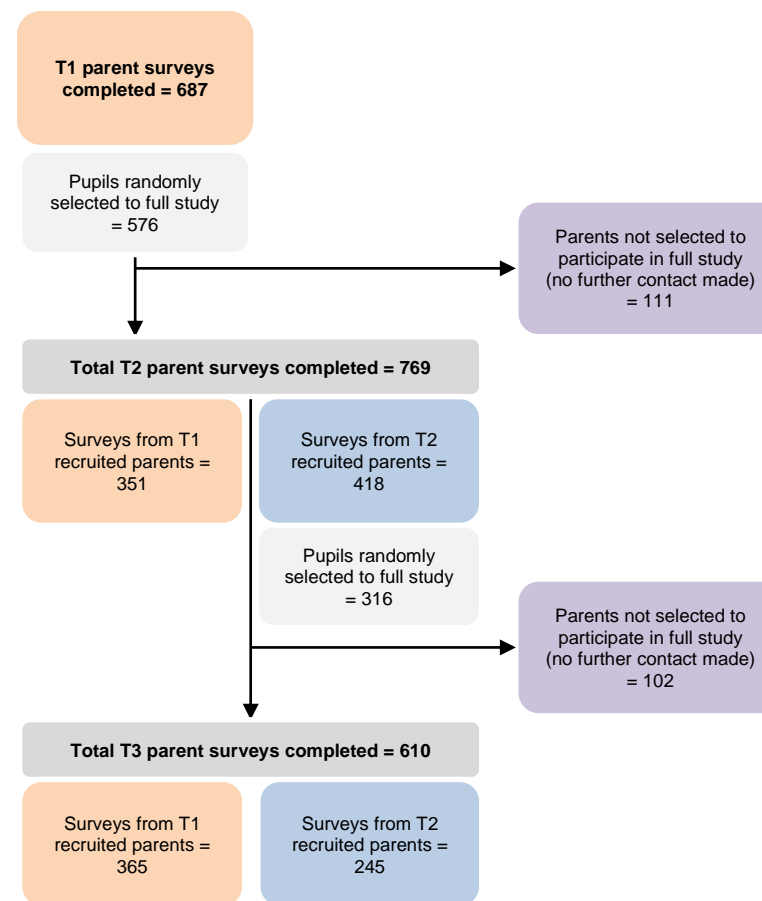 T1 parent surveys
completed = 687
Pupils randomly
selected to full study
= 576
Parents not selected to
participate in full study
(no further contact made)
= 111
Total T2 parent surveys completed = 769
Surveys from T1
recruited parents =
351
Surveys from T2
recruited parents =
418
Pupils randomly
selected to full study
= 316
Parents not selected to
participate in full study
(no further contact made)
= 102
Total T3 parent surveys completed = 610
Surveys from T1
recruited parents =
365
Surveys from T2
recruited parents =
245